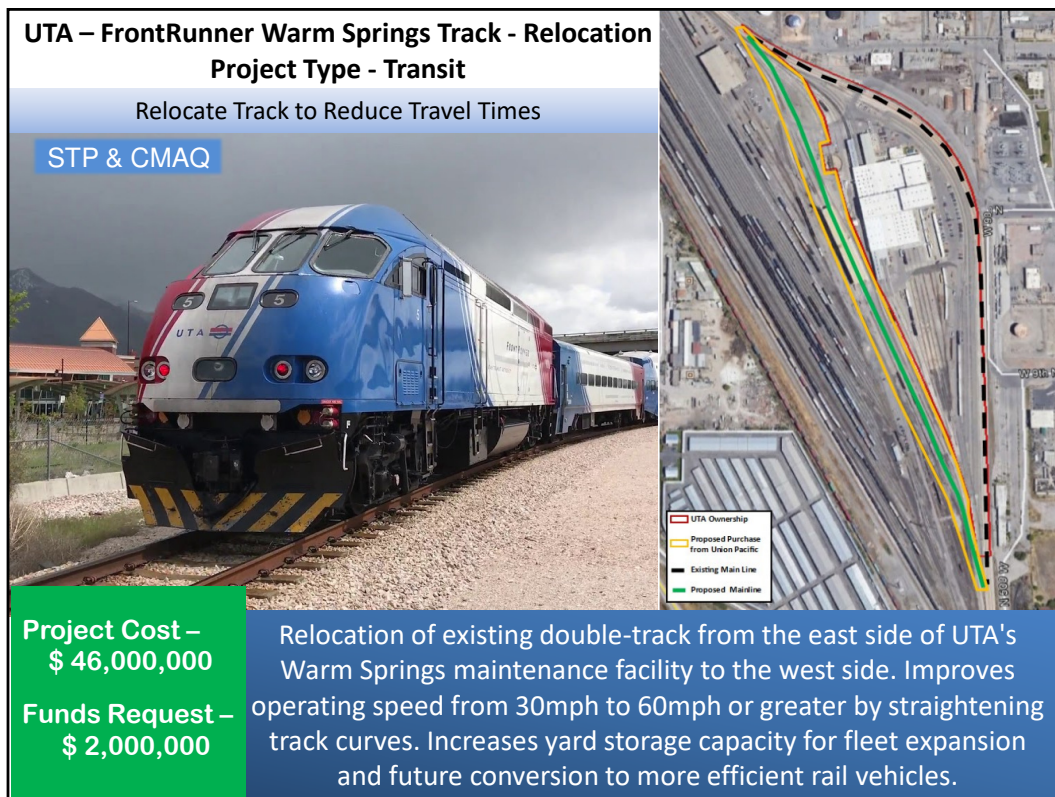 UTA – FrontRunner Warm Springs Track - Relocation
Project Type - Transit
Relocate Track to Reduce Travel Times
STP & CMAQ
5
5
5
UTA
FRONTRUNNER
UTA Ownership
Proposed Purchase
from Union Pacific
Existing Main Line
Proposed Mainline
N 500 W
Project Cost –
$ 46,000,000
Funds Request –
$ 2,000,000
Relocation of existing double-track from the east side of UTA's
Warm Springs maintenance facility to the west side. Improves
operating speed from 30mph to 60mph or greater by straightening
track curves. Increases yard storage capacity for fleet expansion
and future conversion to more efficient rail vehicles.